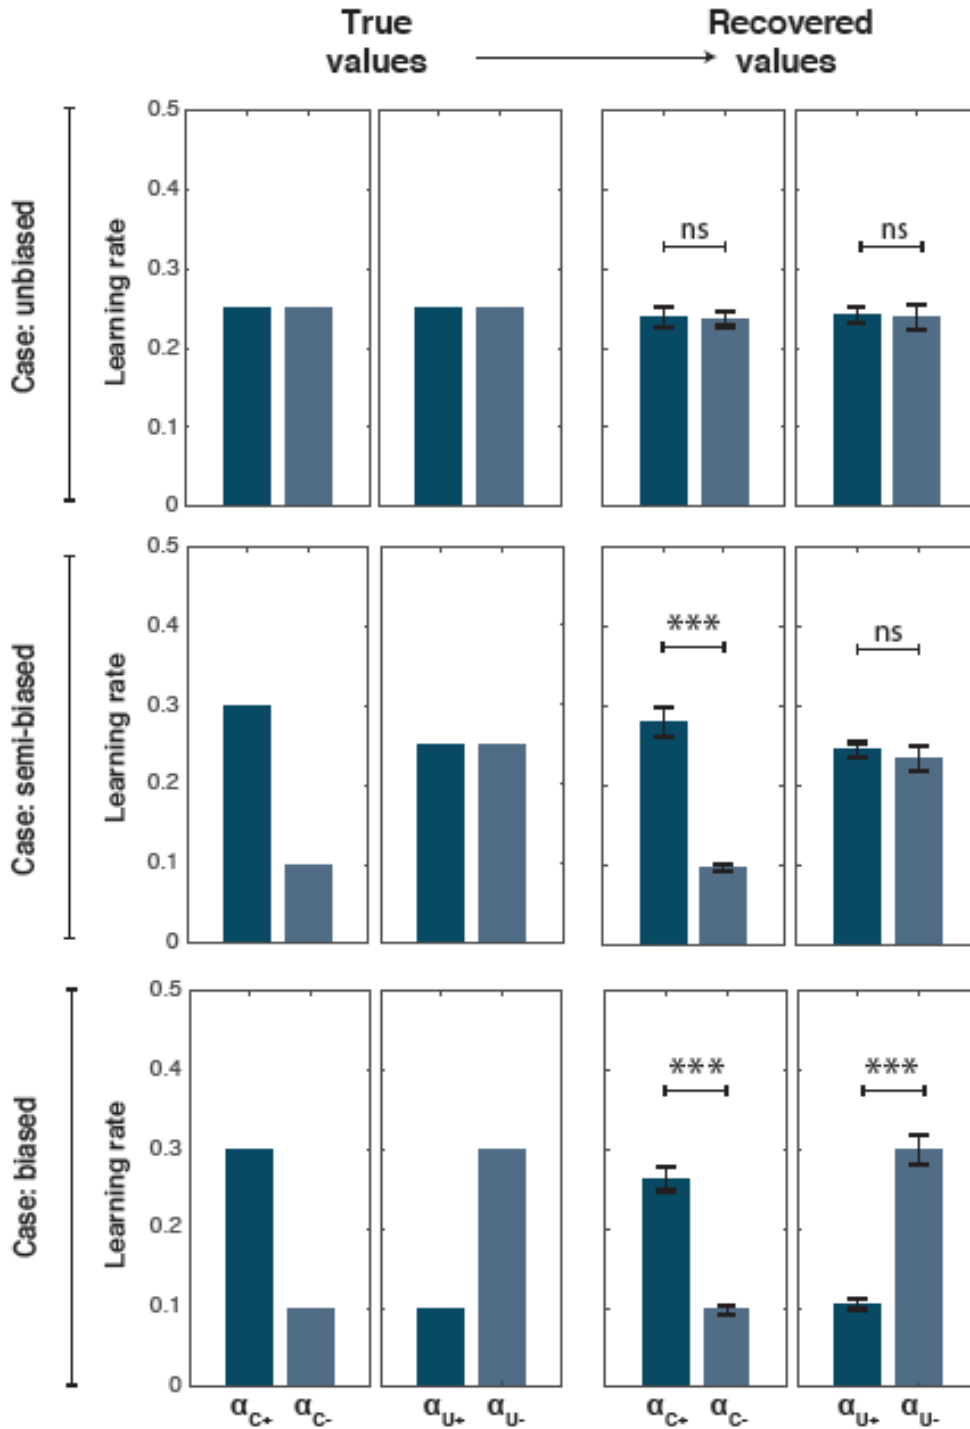 True
values
Recovered
values
Case: unbiased
Learning rate
0.5
0.4
0.3
0.2
0.1
0
ns
ns
Case: semi-biased
Learning rate
0.5
0.4
0.3
0.2
0.1
0
***
ns
Case: biased
Learning rate
0.5
0.4
0.3
0.2
0.1
0
***
***
αC+ αC- αU+ αU- αC+ αC- αU+ αU-